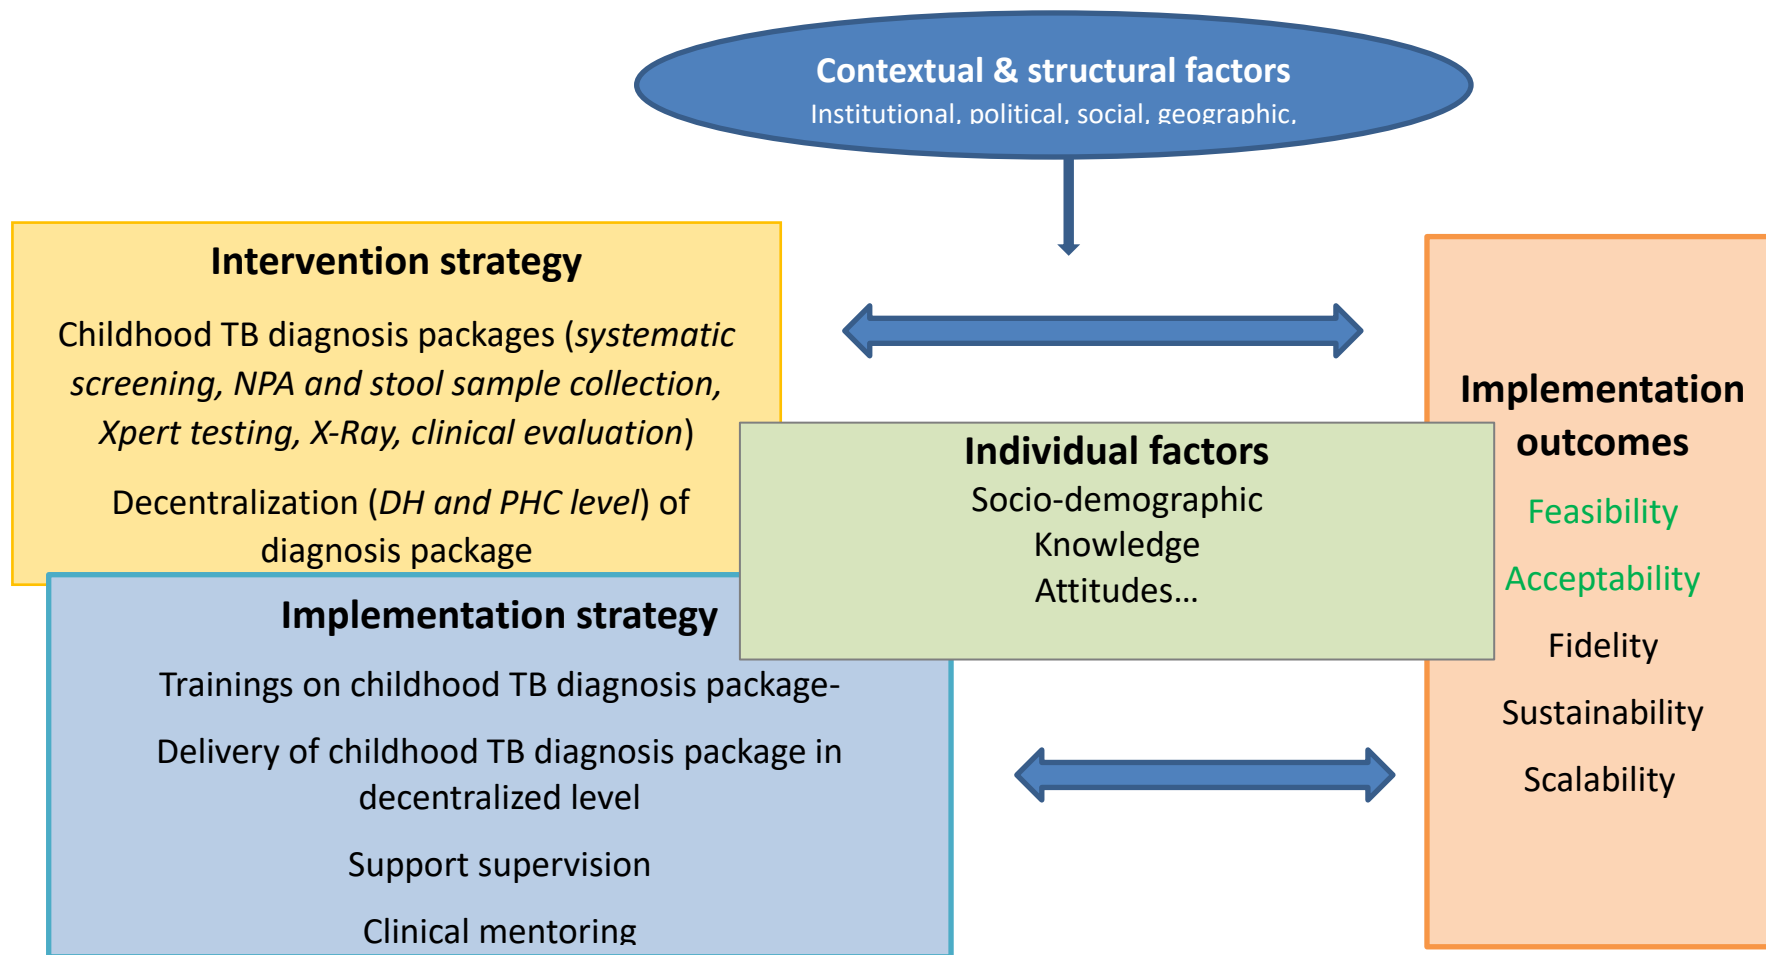 Contextual & structural factors
Institutional, political, social, geographic,
Intervention strategy
Childhood TB diagnosis packages (systematic
screening, NPA and stool sample collection,
Xpert testing, X-Ray, clinical evaluation)
Decentralization (DH and PHC level) of
diagnosis package
Implementation strategy
Trainings on childhood TB diagnosis package-
Delivery of childhood TB diagnosis package in
decentralized level
Support supervision
Clinical mentoring
Individual factors
Socio-demographic
Knowledge
Attitudes…
Implementation
outcomes
Feasibility
Acceptability
Fidelity
Sustainability
Scalability